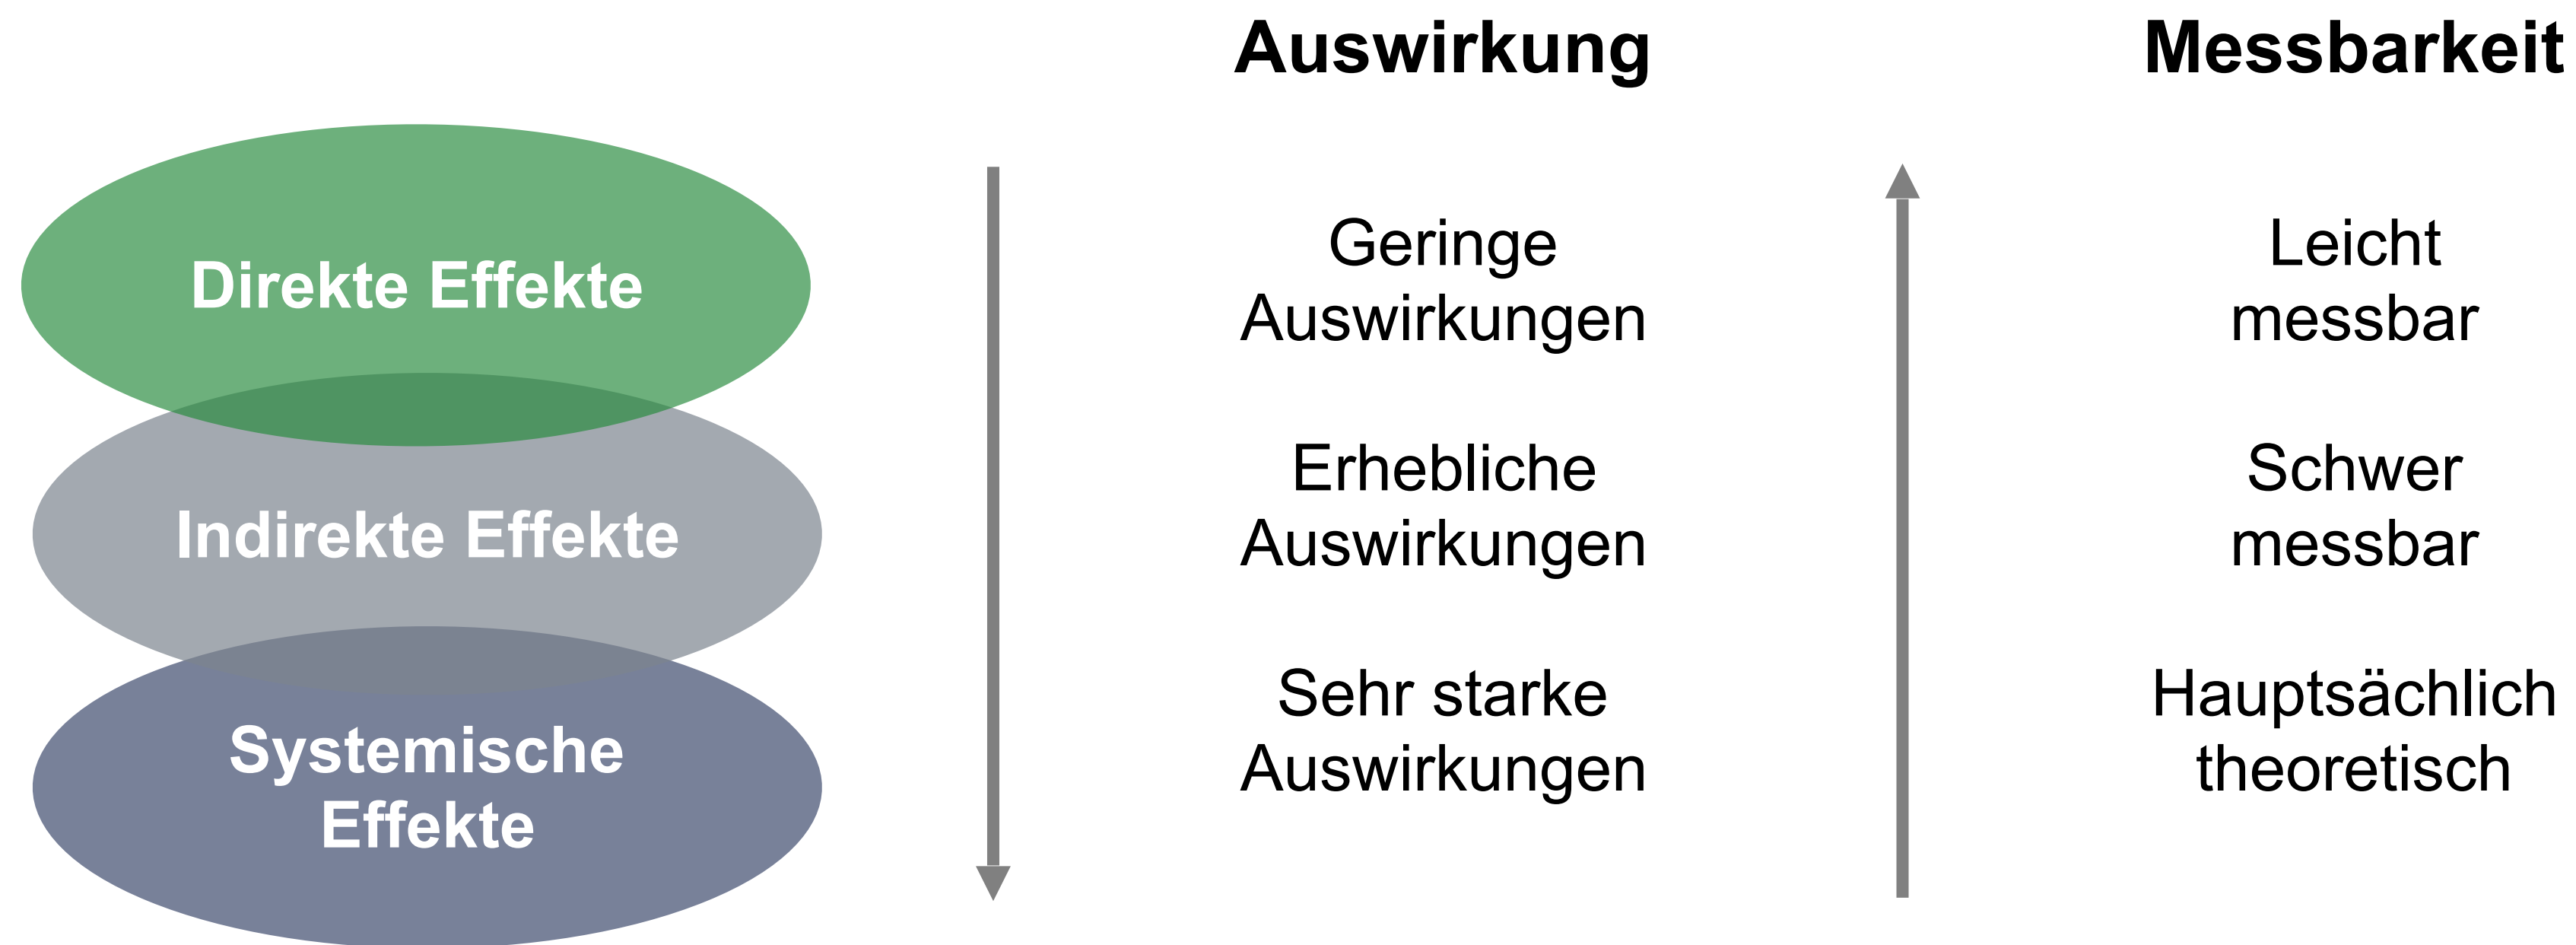 Auswirkung
Messbarkeit
Direkte Effekte
Geringe
Auswirkungen
Leicht
messbar
Indirekte Effekte
Erhebliche
Auswirkungen
Schwer
messbar
Systemische
Effekte
Sehr starke
Auswirkungen
Hauptsächlich
theoretisch